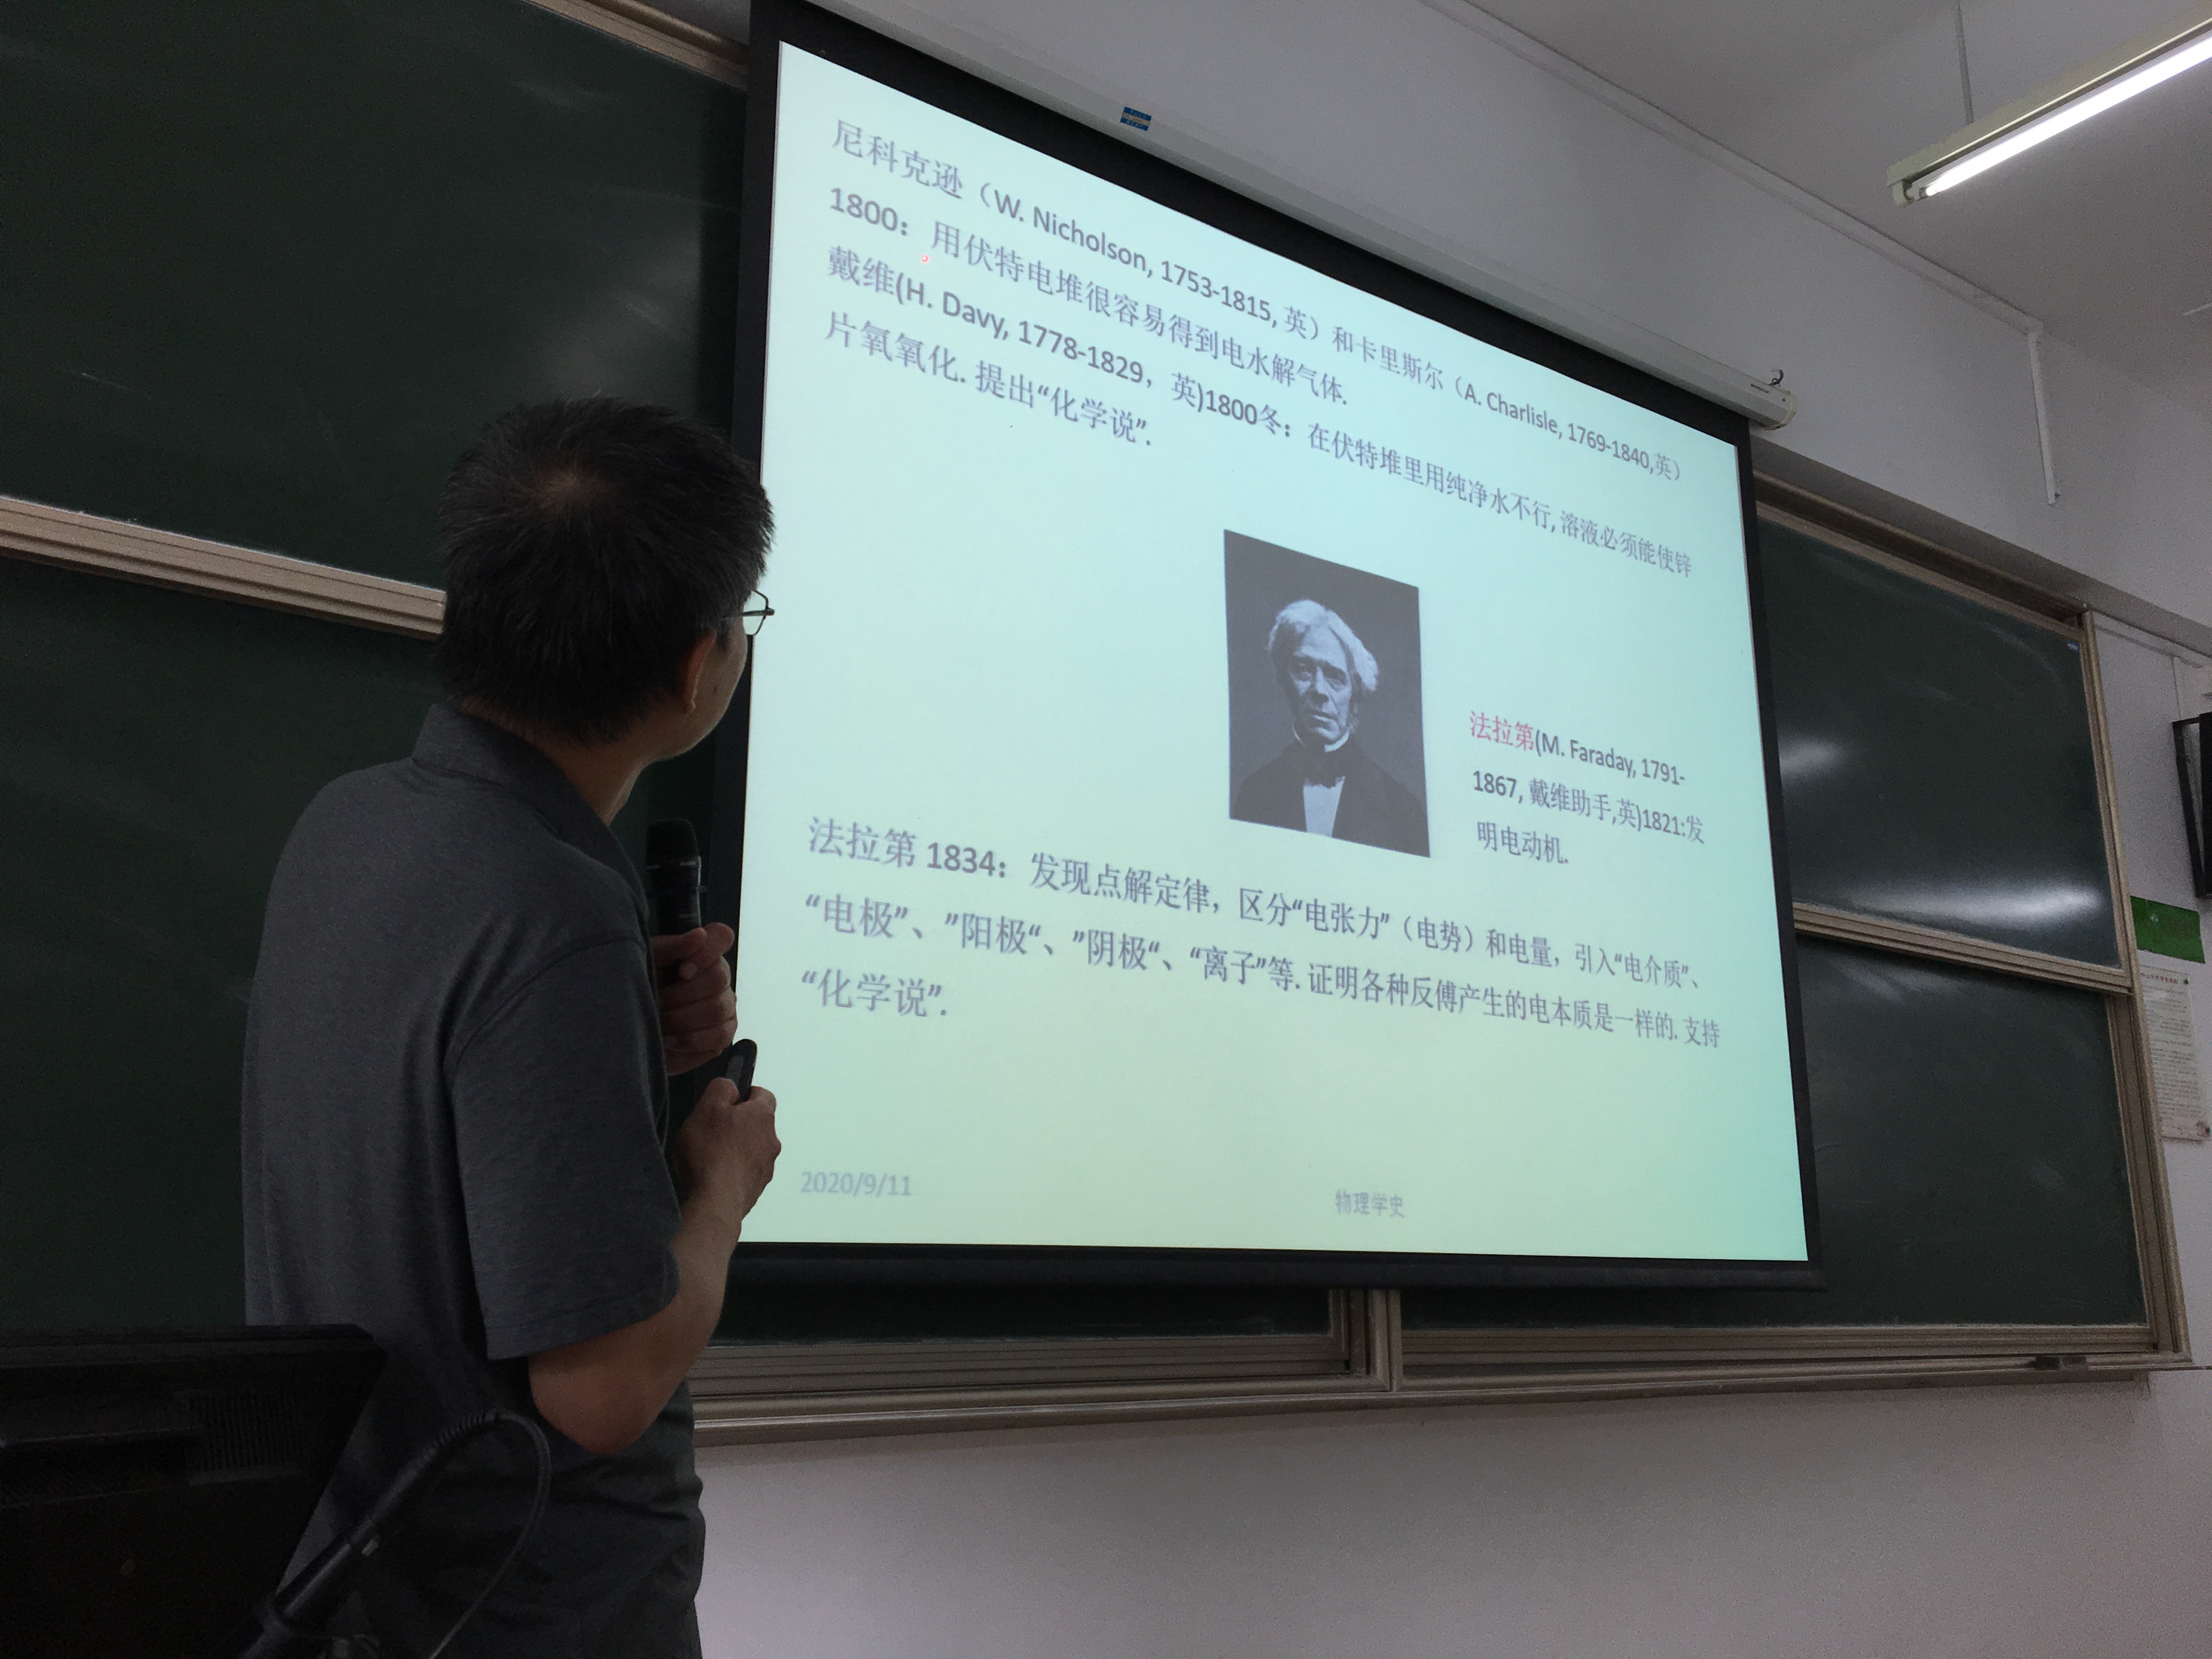 尼科克逊（W. Nicholson, 1753-1815, 英）和卡里斯尔（A. Charlisle, 1769-1840,英）
1800：用伏特电堆很容易得到电水解气体.
戴维(H. Davy, 1778-1829，英)1800冬：在伏特堆里用纯净水不行, 溶液必须能使锌
片氧氧化. 提出“化学说”.
法拉第(M. Faraday, 1791-
1867, 戴维助手,英)1821:发
明电动机.
法拉第 1834：发现点解定律，区分“电张力”（电势）和电量，引入“电介质”、
“电极”、”阳极“、”阴极“、“离子”等. 证明各种反傅产生的电本质是一样的. 支持
“化学说”.
2020/9/11
物理学史